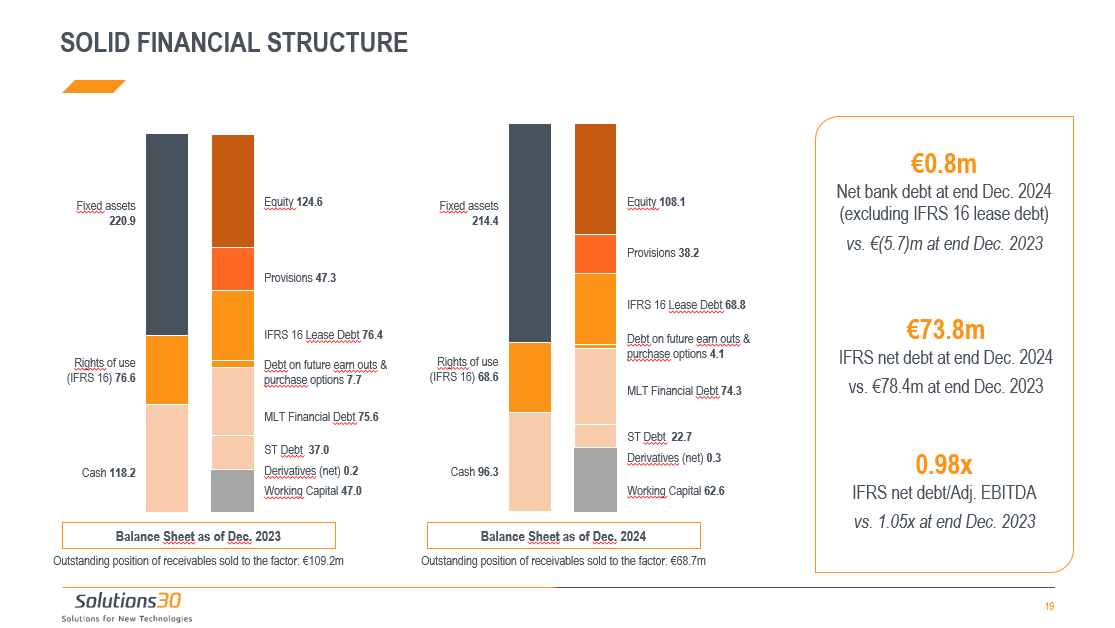 SOLID FINANCIAL STRUCTURE
Fixed assets
220.9
Rights of use
(IFRS 16) 76.6
Cash 118.2
Equity 124.6
Provisions 47.3
IFRS 16 Lease Debt 76.4
Debt on future earn outs &
purchase options 7.7
MLT Financial Debt 75.6
ST Debt 37.0
Derivatives (net) 0.2
Working Capital 47.0
Balance Sheet as of Dec. 2023
Outstanding position of receivables sold to the factor: €109.2m
Fixed assets
214.4
Rights of use
(IFRS 16) 68.6
Cash 96.3
Equity 108.1
Provisions 38.2
IFRS 16 Lease Debt 68.8
Debt on future earn outs &
purchase options 4.1
MLT Financial Debt 74.3
ST Debt 22.7
Derivatives (net) 0.3
Working Capital 62.6
Balance Sheet as of Dec. 2024
Outstanding position of receivables sold to the factor: €68.7m
€0.8m
Net bank debt at end Dec. 2024
(excluding IFRS 16 lease debt)
vs. €(5.7)m at end Dec. 2023
€73.8m
IFRS net debt at end Dec. 2024
vs. €78.4m at end Dec. 2023
0.98x
IFRS net debt/Adj. EBITDA
vs. 1.05x at end Dec. 2023
Solutions30
Solutions for New Technologies
19